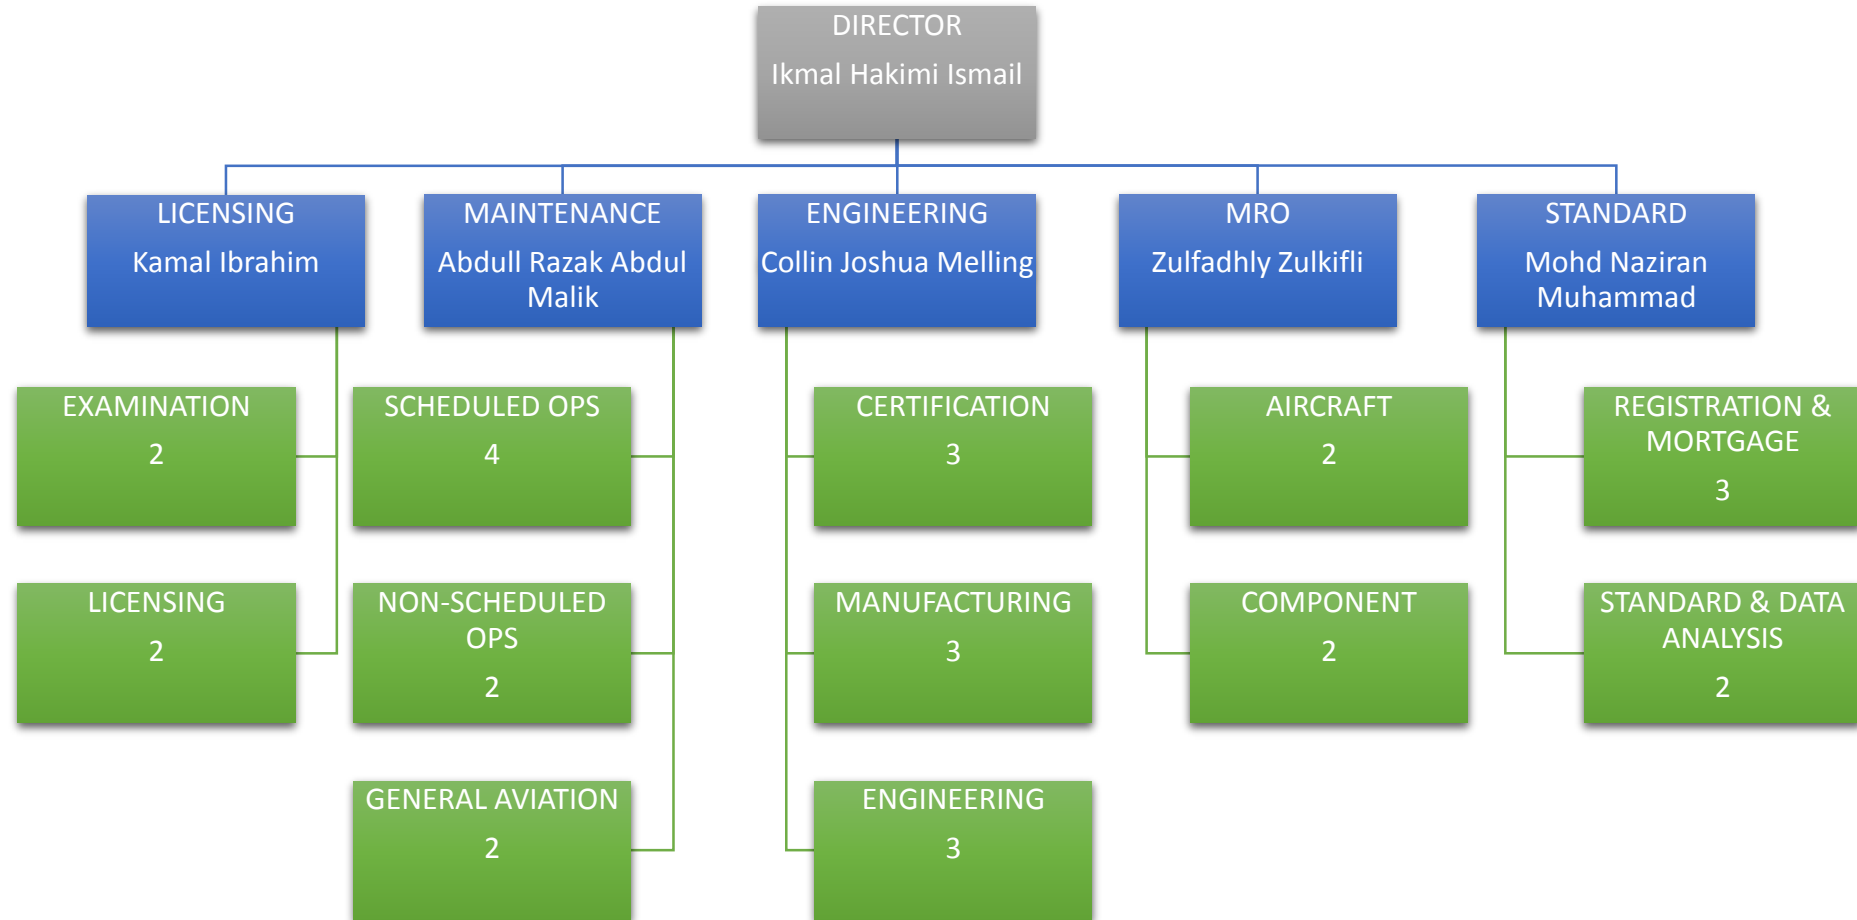 DIRECTOR
Ikmal Hakimi Ismail
LICENSING
Kamal Ibrahim
MAINTENANCE
Abdull Razak Abdul
Malik
ENGINEERING
Collin Joshua Melling
MRO
Zulfadhly Zulkifli
STANDARD
Mohd Naziran
Muhammad
EXAMINATION
2
SCHEDULED OPS
4
CERTIFICATION
3
AIRCRAFT
2
REGISTRATION &
MORTGAGE
3
LICENSING
2
NON-SCHEDULED
OPS
2
MANUFACTURING
3
COMPONENT
2
STANDARD & DATA
ANALYSIS
2
GENERAL AVIATION
2
ENGINEERING
3